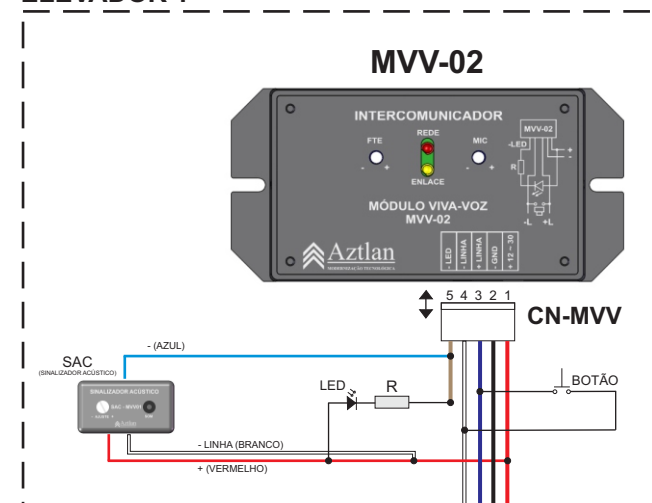 MVV-02
INTERCOMUNICADOR
REDE
FTE
MIC
- +
- +
ENLACE
MVV-02
-LED
+
-
R
-L +L
MÓDULO VIVA-VOZ
MVV-02
Aztlan
- LED
- LINHA
+ LINHA
- GND
+ 12 ~ 30
5 4 3 2 1
CN-MVV
- (AZUL)
SAC
(SINALIZADOR ACÚSTICO)
SINALIZADOR ACÚSTICO
SAC - MVV01
- AJUSTE +
Aztlan
LED
R
BOTÃO
- LINHA (BRANCO)
+ (VERMELHO)